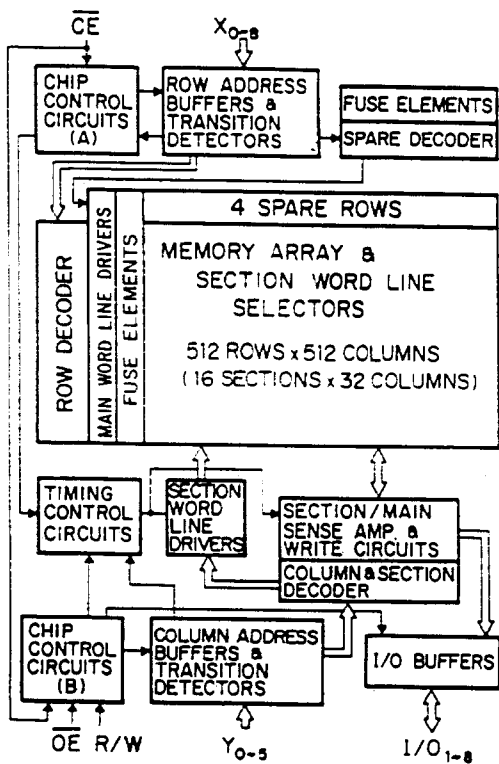 CE
X0-8
CHIP
CONTROL
CIRCUITS
(A)
ROW ADDRESS
BUFFERS &
TRANSITION
DETECTORS
FUSE ELEMENTS
SPARE DECODER
4 SPARE ROWS
ROW DECODER
MAIN WORD LINE DRIVERS
FUSE ELEMENTS
MEMORY ARRAY &
SECTION WORD LINE
SELECTORS
512 ROWS x 512 COLUMNS
(16 SECTIONS x 32 COLUMNS)
TIMING
CONTROL
CIRCUITS
SECTION
WORD
LINE
DRIVERS
SECTION/MAIN
SENSE AMP. &
WRITE CIRCUITS
COLUMN & SECTION
DECODER
CHIP
CONTROL
CIRCUITS
(B)
COLUMN ADDRESS
BUFFERS &
TRANSITION
DETECTORS
I/O BUFFERS
OE R/W
Y0-5
I/O1-8